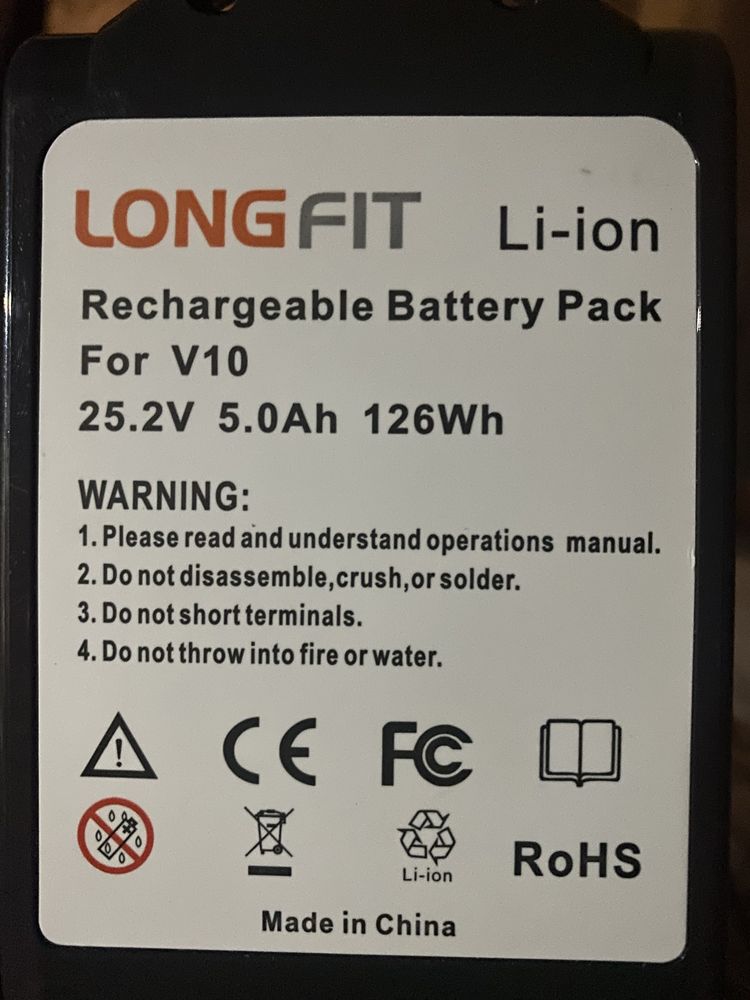 LONGFIT Li-ion
Rechargeable Battery Pack
For V10
25.2V 5.0Ah 126Wh
WARNING:
1. Please read and understand operations manual.
2. Do not disassemble,crush,or solder.
3. Do not short terminals.
4. Do not throw into fire or water.
CE FC
Li-ion RoHS
Made in China